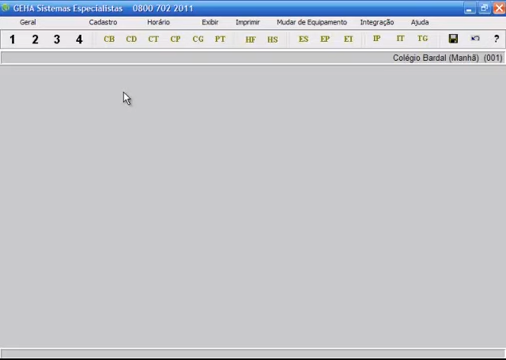 GEHA Sistemas Especialistas 0800 702 2011
Geral Cadastro Horário Exibir Imprimir Mudar de Equipamento Integração Ajuda
1 2 3 4 CB CD CT CP CG PT HF HS ES EP ET IP IT TG ?
Colégio Bardal (Manhã) (001)